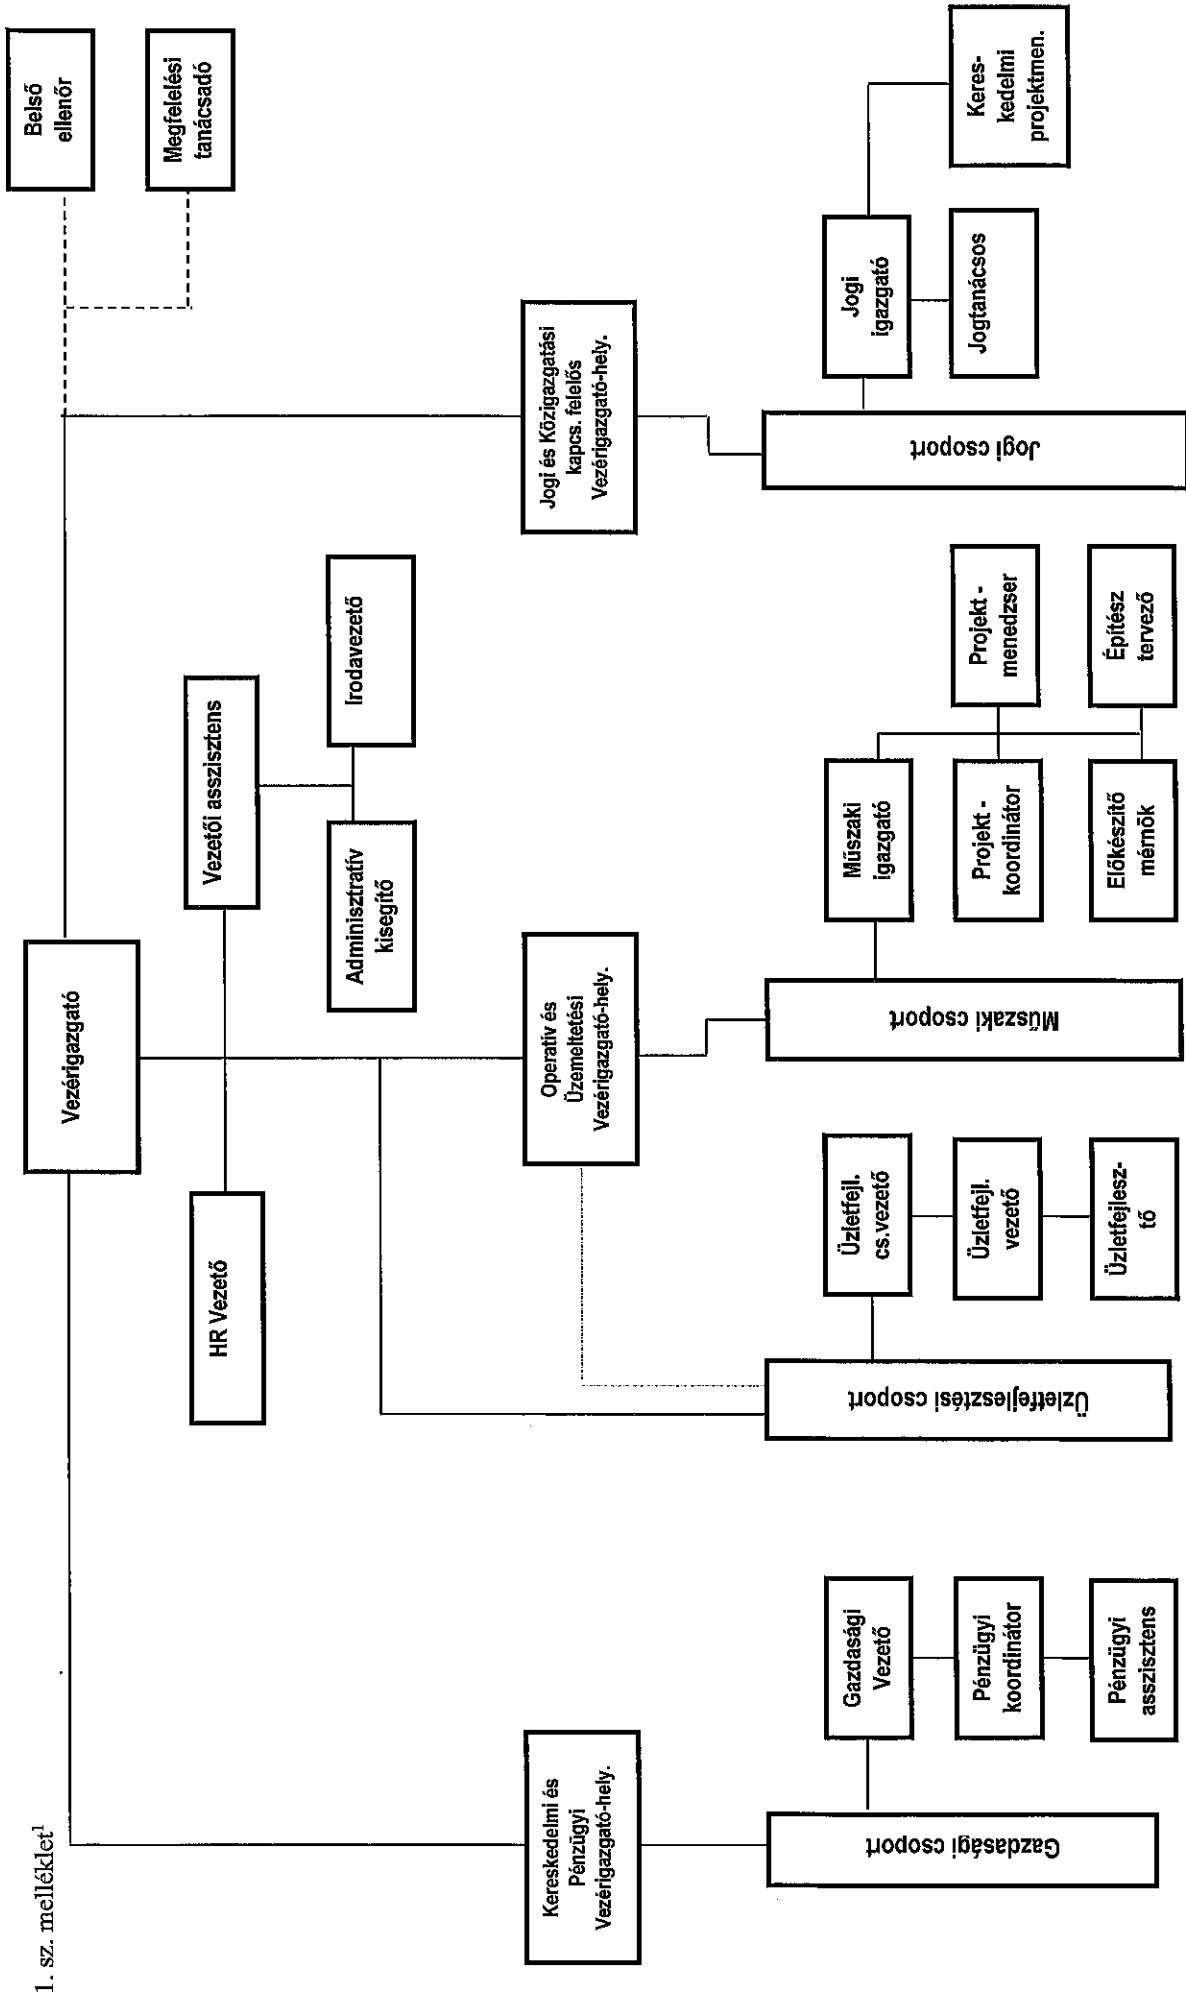 1. sz. melléklet¹
Vezérigazgató
Belső
ellenőr
Megfelelési
tanácsadó
HR Vezető
Vezetői asszisztens
Adminisztratív
kisegítő
Irodavezető
Kereskedelmi és
Pénzügyi
Vezérigazgató-hely.
Operatív és
Üzemeltetési
Vezérigazgató-hely.
Jogi és Közigazgatási
kapcs. felelős
Vezérigazgató-hely.
Gazdasági csoport
Gazdasági
Vezető
Pénzügyi
koordinátor
Pénzügyi
asszisztens
Üzletfejlesztési csoport
Üzletfejl.
cs.vezető
Üzletfejl.
vezető
Üzletfejlesz-
tő
Műszaki csoport
Műszaki
igazgató
Projekt -
koordinátor
Projekt -
menedzser
Előkészítő
mérnök
Építész
tervező
Jogi csoport
Jogi
igazgató
Jogtanácsos
Keres-
kedelmi
projektmen.